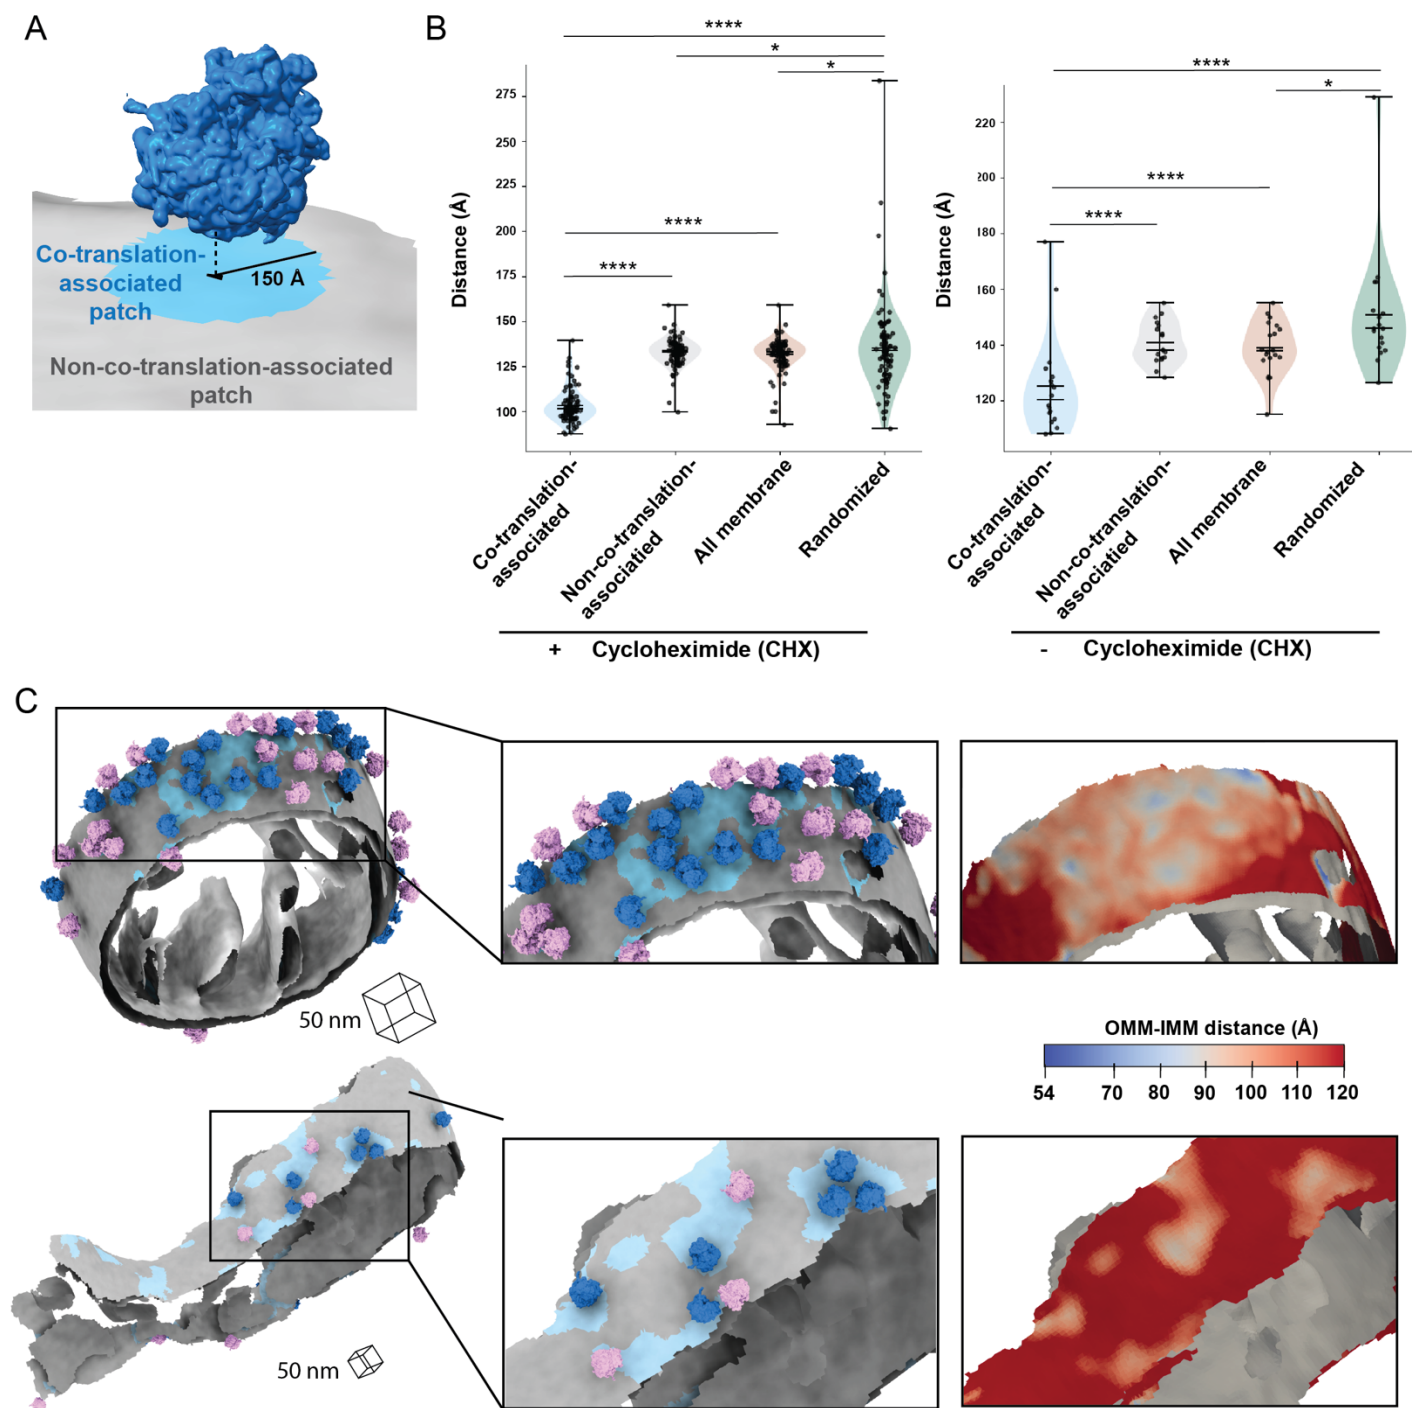 A
Co-translation-
associated
patch
150 Å
Non-co-translation-associated
patch
B
****
*
*
****
****
Distance (Å)
275
250
225
200
175
150
125
100
Co-translation-
associated
Non-co-translation-
associatied
All membrane
Randomized
+ Cycloheximide (CHX)
****
*
****
****
Distance (Å)
220
200
180
160
140
120
Co-translation-
associated
Non-co-translation-
associatied
All membrane
Randomized
- Cycloheximide (CHX)
C
50 nm
OMM-IMM distance (Å)
54 70 80 90 100 110 120
50 nm